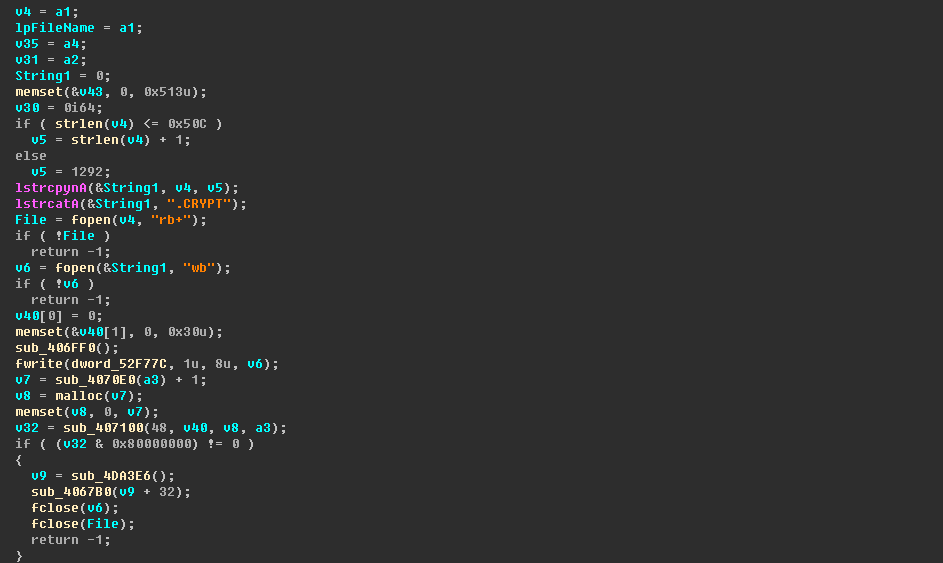 v4 = a1;
lpFileName = a1;
v35 = a4;
v31 = a2;
String1 = 0;
memset(&v43, 0, 0x513u);
v30 = 0i64;
if ( strlen(v4) <= 0x50C )
  v5 = strlen(v4) + 1;
else
  v5 = 1292;
lstrcpynA(&String1, v4, v5);
lstrcatA(&String1, ".CRYPT");
File = fopen(v4, "rb+");
if ( !File )
  return -1;
v6 = fopen(&String1, "wb");
if ( !v6 )
  return -1;
v40[0] = 0;
memset(&v40[1], 0, 0x30u);
sub_406FF0();
fwrite(dword_52F77C, 1u, 8u, v6);
v7 = sub_4070E0(a3) + 1;
v8 = malloc(v7);
memset(v8, 0, v7);
v32 = sub_407100(48, v40, v8, a3);
if ( (v32 & 0x80000000) != 0 )
{
  v9 = sub_4DA3E6();
  sub_4067B0(v9 + 32);
  fclose(v6);
  fclose(File);
  return -1;
}